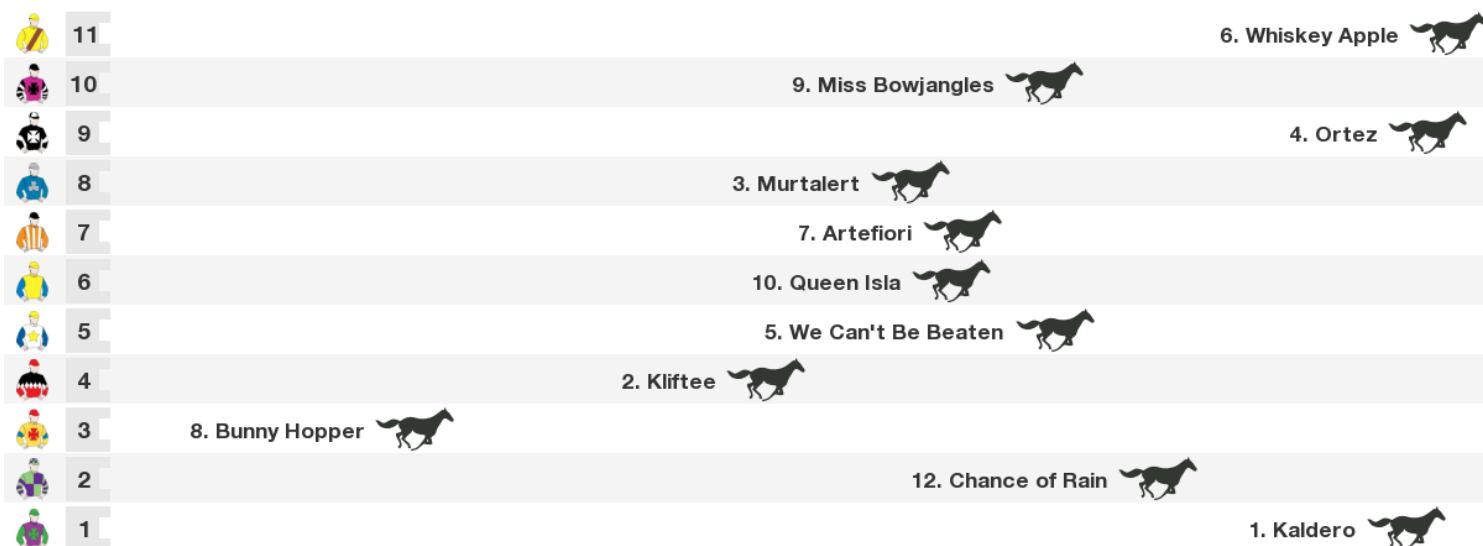 11 6. Whiskey Apple
10 9. Miss Bowjangles
9 4. Ortez
8 3. Murtalert
7 7. Artefiori
6 10. Queen Isla
5 5. We Can't Be Beaten
4 2. Kliftee
3 8. Bunny Hopper
2 12. Chance of Rain
1 1. Kaldero